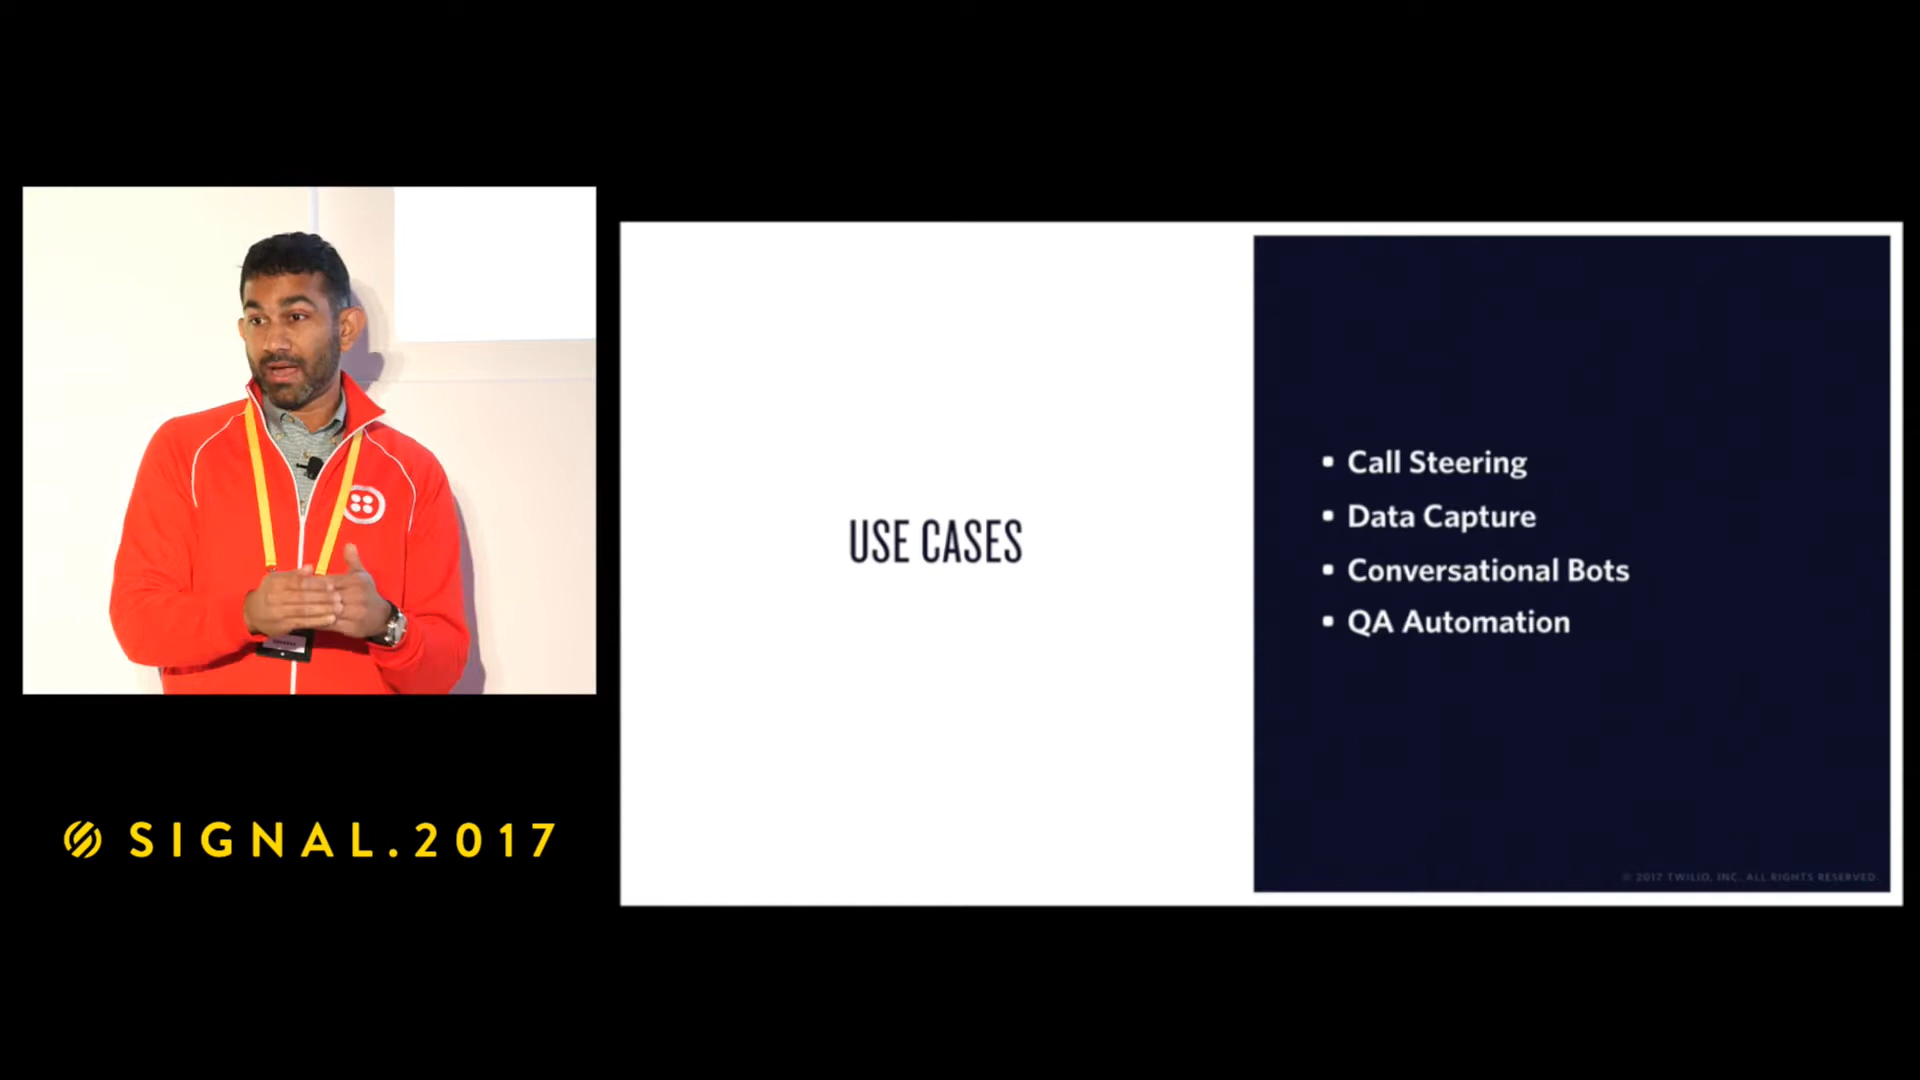 USE CASES
• Call Steering
• Data Capture
• Conversational Bots
• QA Automation
© 2017 TWILIO, INC. ALL RIGHTS RESERVED.
SIGNAL.2017